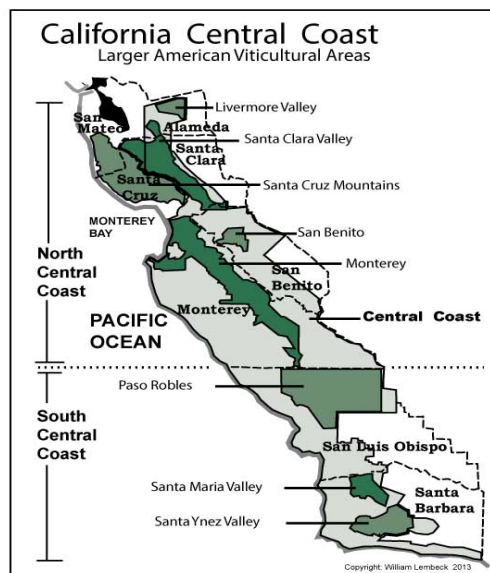 California Central Coast
Larger American Viticultural Areas
Livermore Valley
San
Mateo
Alameda
Santa Clara Valley
Santa
Clara
Santa
Cruz
Santa Cruz Mountains
MONTEREY
BAY
San Benito
North
Central
Coast
Monterey
San
Benito
Monterey
Central Coast
PACIFIC
OCEAN
Paso Robles
South
Central
Coast
San Luis Obispo
Santa Maria Valley
Santa
Barbara
Santa Ynez Valley
Copyright: William Lembeck 2013